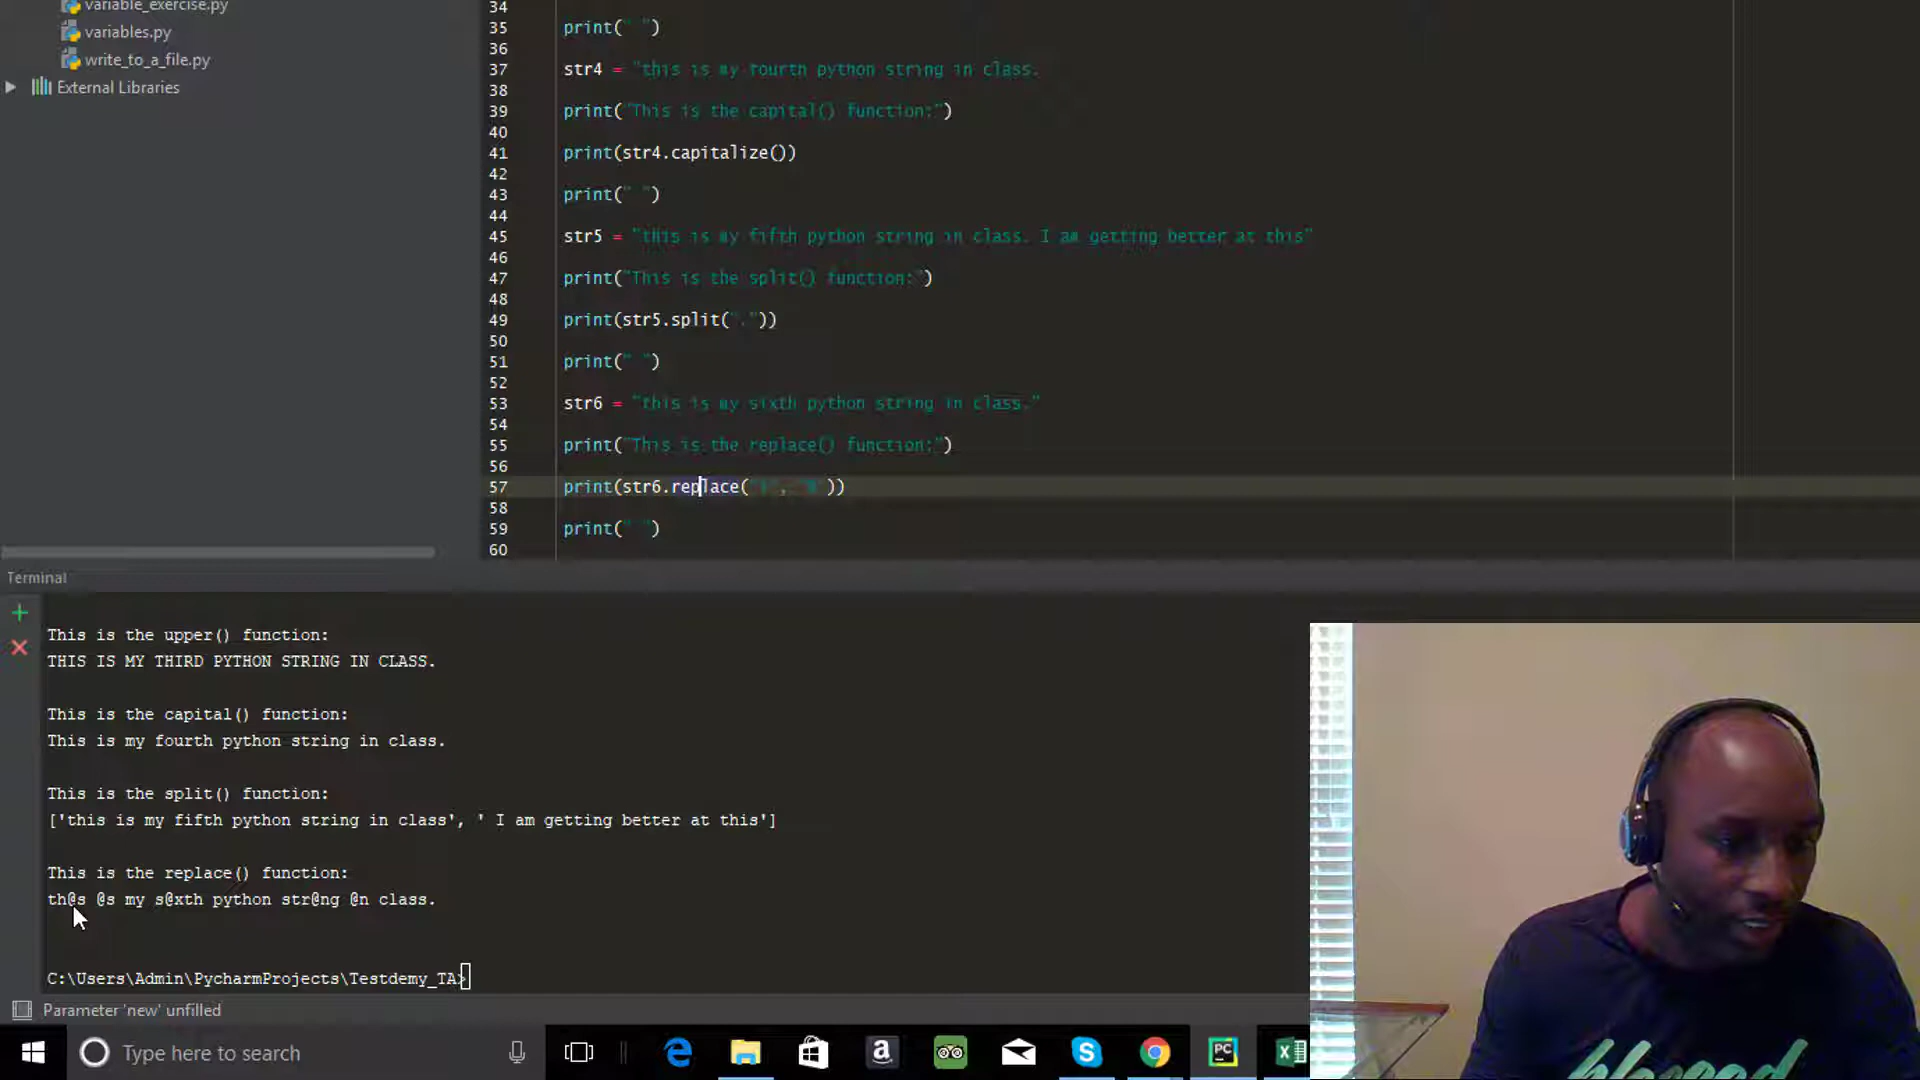 variable_exercise.py
variables.py
write_to_a_file.py
External Libraries
34
35 print(" ")
36
37 str4 = "this is my fourth python string in class.
38
39 print("This is the capital() function:")
40
41 print(str4.capitalize())
42
43 print(" ")
44
45 str5 = "this is my fifth python string in class. I am getting better at this"
46
47 print("This is the split() function:")
48
49 print(str5.split("."))
50
51 print(" ")
52
53 str6 = "this is my sixth python string in class."
54
55 print("This is the replace() function:")
56
57 print(str6.replace("i", "@"))
58
59 print(" ")
60
Terminal
This is the upper() function:
THIS IS MY THIRD PYTHON STRING IN CLASS.
This is the capital() function:
This is my fourth python string in class.
This is the split() function:
['this is my fifth python string in class', ' I am getting better at this']
This is the replace() function:
th@s @s my s@xth python str@ng @n class.
C:\Users\Admin\PycharmProjects\Testdemy_TA>
Parameter 'new' unfilled
Type here to search
a
PC
blessed